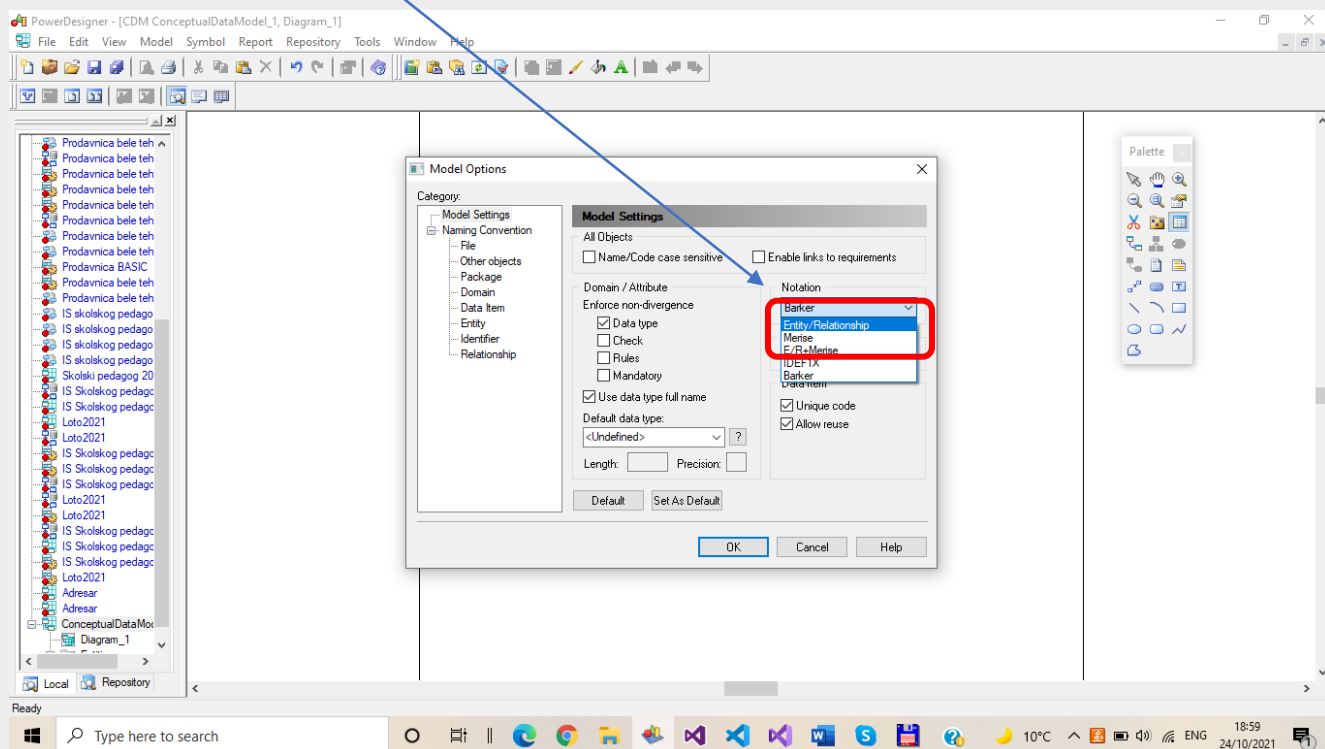 PowerDesigner - [CDM ConceptualDataModel_1, Diagram_1]
File Edit View Model Symbol Report Repository Tools Window Help
Prodavnica bele teh
Prodavnica bele teh
Prodavnica bele teh
Prodavnica bele teh
Prodavnica bele teh
Prodavnica bele teh
Prodavnica bele teh
Prodavnica bele teh
Prodavnica BASIC
Prodavnica bele teh
Prodavnica bele teh
IS skolskog pedago
IS skolskog pedago
IS skolskog pedago
IS skolskog pedago
Skolski pedagog 20
IS Skolskog pedagc
IS Skolskog pedagc
Loto2021
Loto2021
IS Skolskog pedagc
IS Skolskog pedagc
IS Skolskog pedagc
Loto2021
Loto2021
IS Skolskog pedagc
IS Skolskog pedagc
IS Skolskog pedagc
Loto2021
Adresar
Adresar
ConceptualDataMod
Diagram_1
Local Repository
Model Options
Category:
Model Settings
Naming Convention
File
Other objects
Package
Domain
Data Item
Entity
Identifier
Relationship
Model Settings
All Objects
Name/Code case sensitive Enable links to requirements
Domain / Attribute
Enforce non-divergence
Data type
Check
Rules
Mandatory
Use data type full name
Default data type:
<Undefined> ?
Length: Precision:
Notation
Barker
Entity/Relationship
Merise
E/R+Merise
IDEF1X
Barker
Data Item
Unique code
Allow reuse
Default Set As Default
OK Cancel Help
Palette
Ready
Type here to search
10°C ENG
18:59
24/10/2021